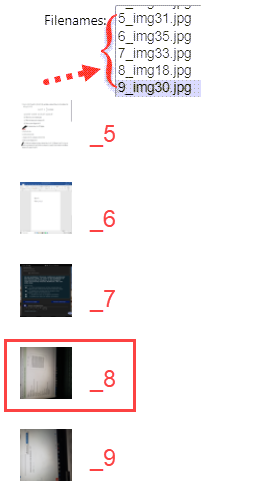 Filenames:
5_img31.jpg
6_img35.jpg
7_img33.jpg
8_img18.jpg
9_img30.jpg
_5
_6
_7
_8
_9